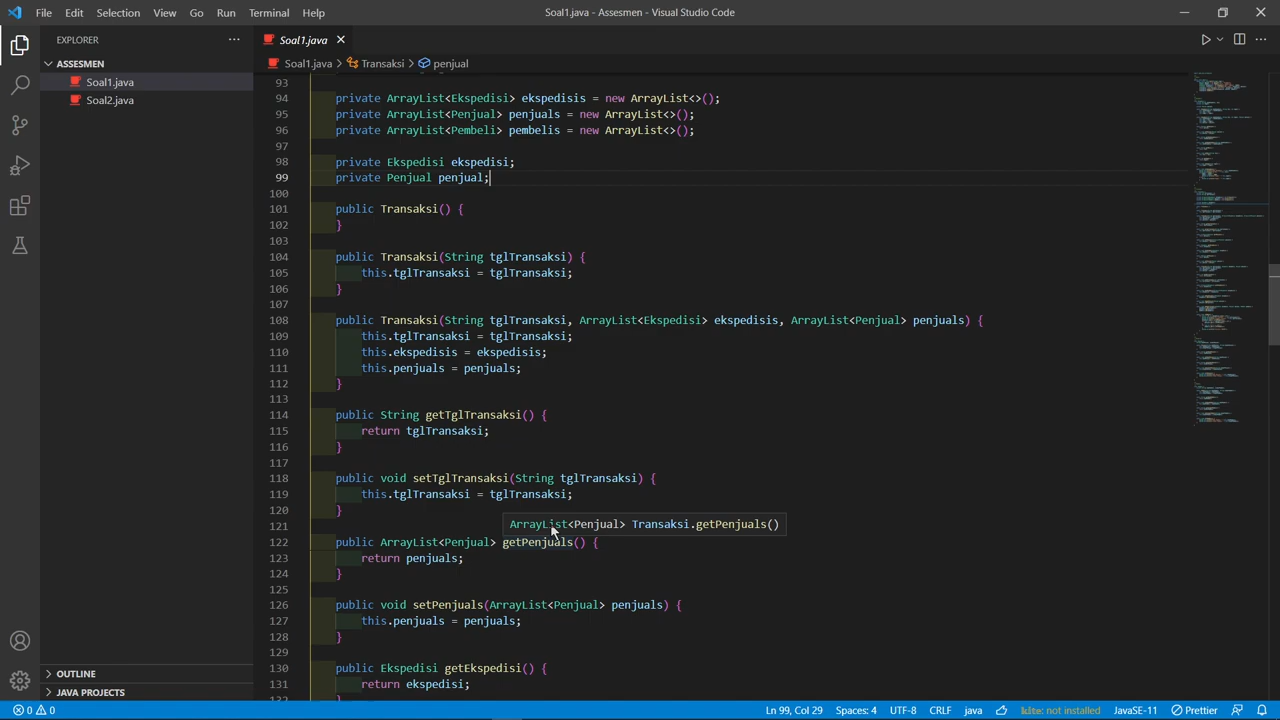 File Edit Selection View Go Run Terminal Help
Soal1.java - Assesmen - Visual Studio Code
EXPLORER
ASSESMEN
Soal1.java
Soal2.java
OUTLINE
JAVA PROJECTS
Soal1.java
Soal1.java > Transaksi > penjual
93
94 private ArrayList<Ekspedisi> ekspedisis = new ArrayList<>();
95 private ArrayList<Penjual> penjuals = new ArrayList<>();
96 private ArrayList<Pembeli> pembelis = new ArrayList<>();
97
98 private Ekspedisi ekspedisi;
99 private Penjual penjual;
100
101 public Transaksi() {
102 }
103
104 public Transaksi(String tglTransaksi) {
105 this.tglTransaksi = tglTransaksi;
106 }
107
108 public Transaksi(String tglTransaksi, ArrayList<Ekspedisi> ekspedisis, ArrayList<Penjual> penjuals) {
109 this.tglTransaksi = tglTransaksi;
110 this.ekspedisis = ekspedisis;
111 this.penjuals = penjuals;
112 }
113
114 public String getTglTransaksi() {
115 return tglTransaksi;
116 }
117
118 public void setTglTransaksi(String tglTransaksi) {
119 this.tglTransaksi = tglTransaksi;
120 }
121
ArrayList<Penjual> Transaksi.getPenjuals()
122 public ArrayList<Penjual> getPenjuals() {
123 return penjuals;
124 }
125
126 public void setPenjuals(ArrayList<Penjual> penjuals) {
127 this.penjuals = penjuals;
128 }
129
130 public Ekspedisi getEkspedisi() {
131 return ekspedisi;
132 }
0 0
Ln 99, Col 29 Spaces: 4 UTF-8 CRLF java kite: not installed JavaSE-11 Prettier